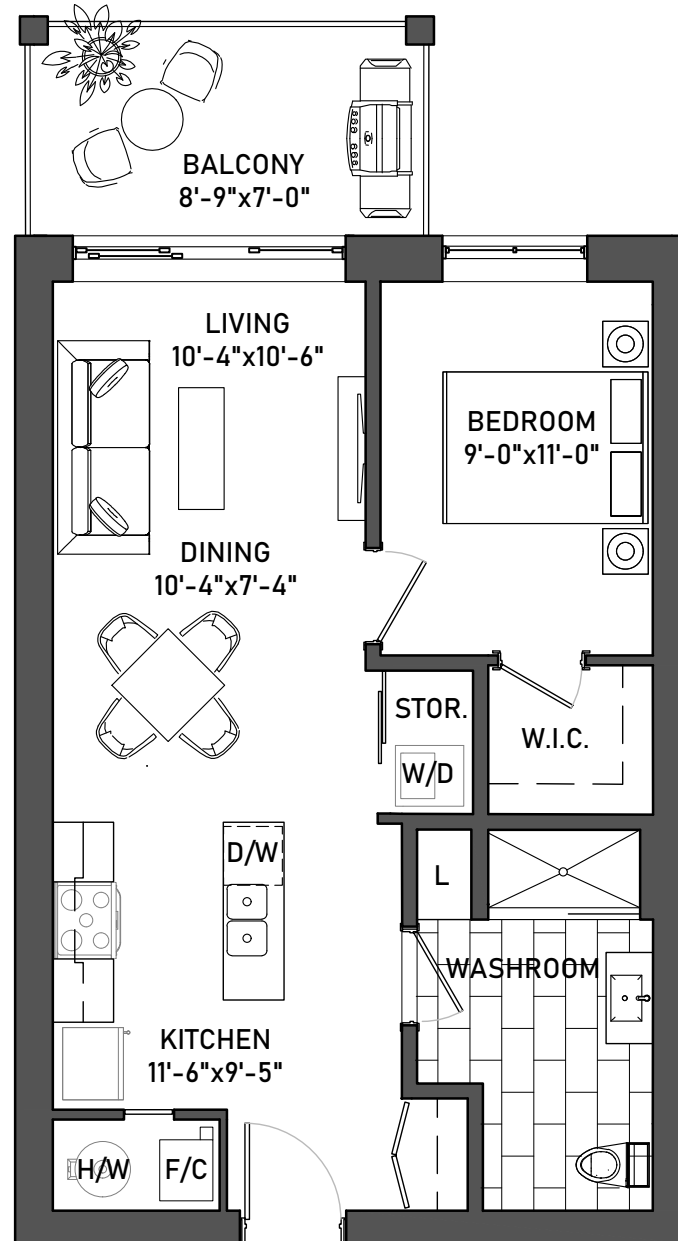 BALCONY
8'-9"x7'-0"
LIVING
10'-4"x10'-6"
BEDROOM
9'-0"x11'-0"
DINING
10'-4"x7'-4"
STOR.
W/D
W.I.C.
D/W
L
WASHROOM
KITCHEN
11'-6"x9'-5"
H/W
F/C